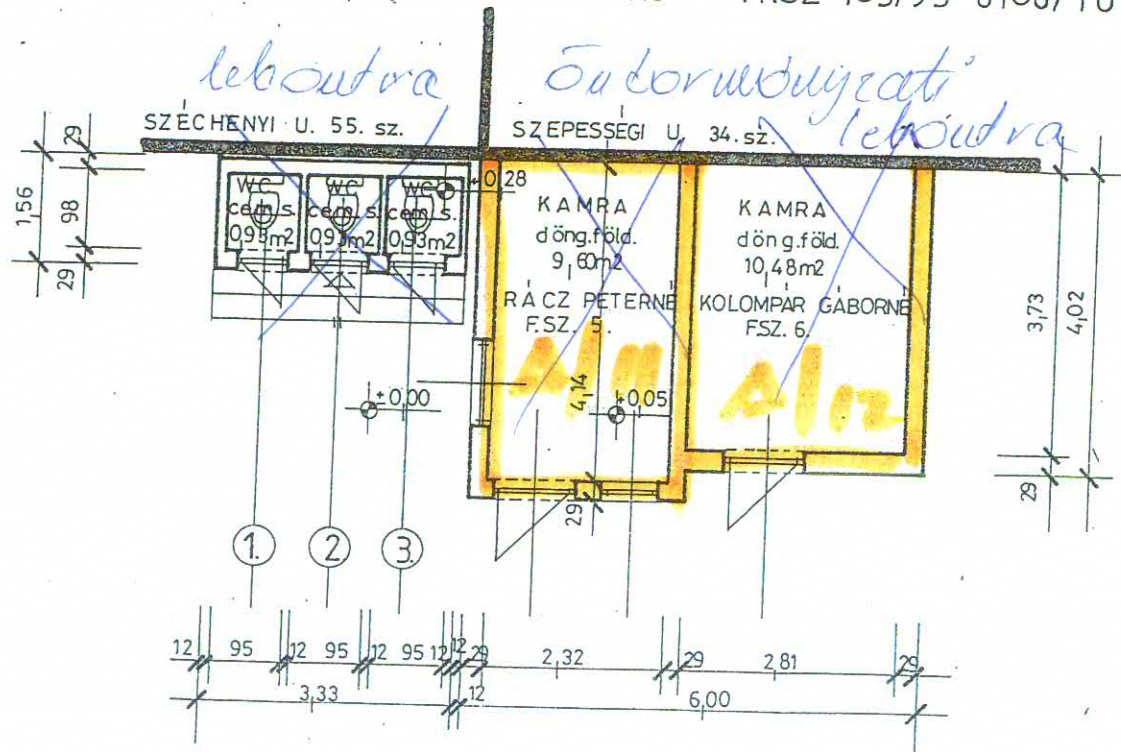 lebontva
Önkormányzati
lebontva
SZÉCHENYI U. 55. sz.
SZEPESSÉGI U. 34. sz.
29
1,56
98
29
WC
cem.s.
0,93m2
WC
cem.s.
0,93m2
WC
cem.s.
0,93m2
+0,28
KAMRA
döng.föld.
9,60m2
RÁCZ PÉTERNÉ
F.SZ. 5.
A/11
KAMRA
döng.föld.
10,48m2
KOLOMPÁR GÁBORNÉ
FSZ. 6.
A/12
3,73
4,02
29
±0,00
4,14
+0,05
29
1.
2.
3.
12 95 12 95 12 95 12 12 29 2,32 29 2,81 29
3,33 12 6,00